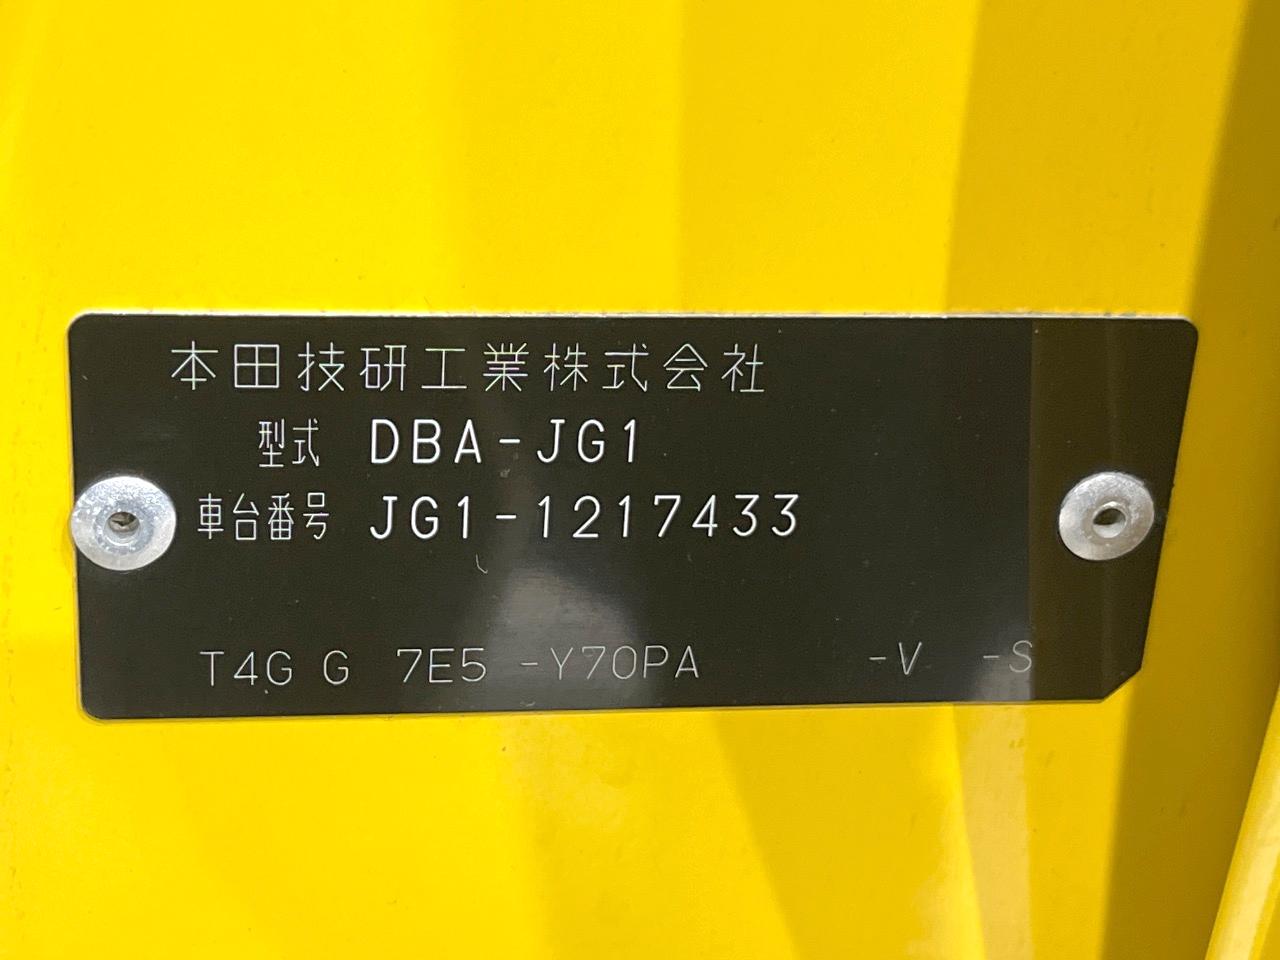 本田技研工業株式会社
型式 DBA-JG1
車台番号 JG1-1217433
T4G G 7E5 -Y70PA -V -S